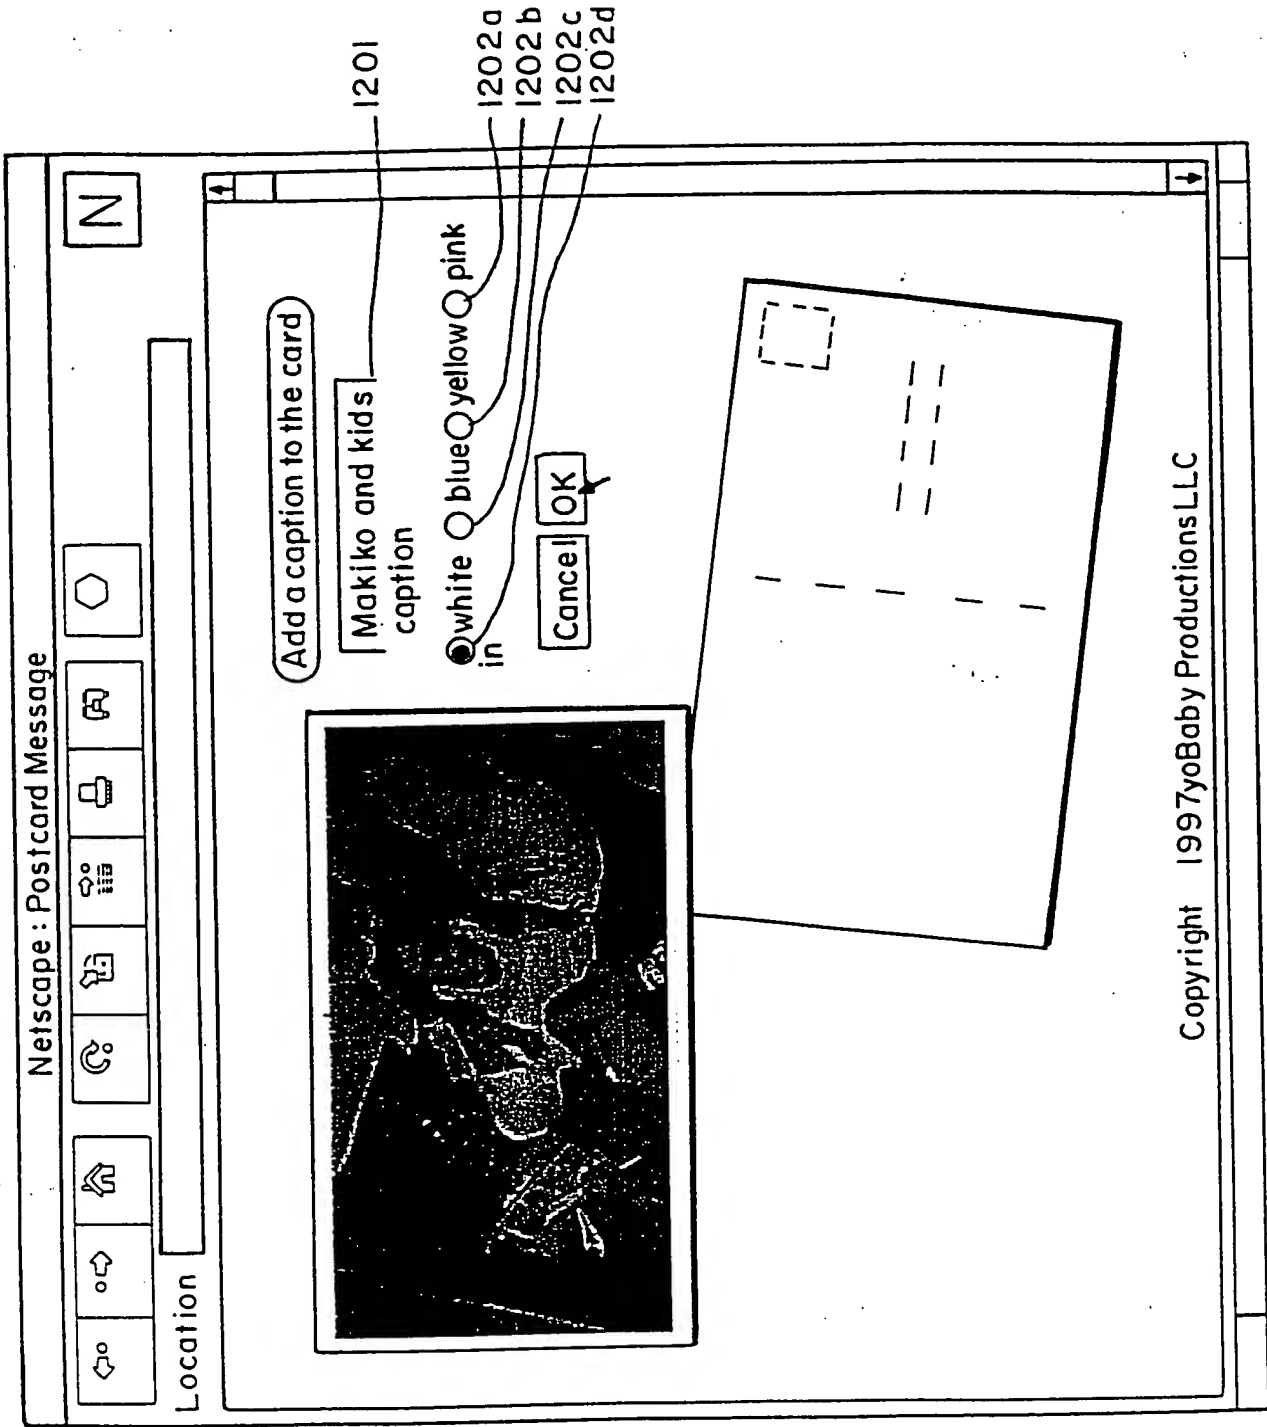 Netscape: Postcard Message
N
Location
Add a caption to the card
Makiko and kids
caption
white blue yellow pink
in
Cancel OK
1201
1202a
1202b
1202c
1202d
Copyright 1997yoBaby Productions LLC